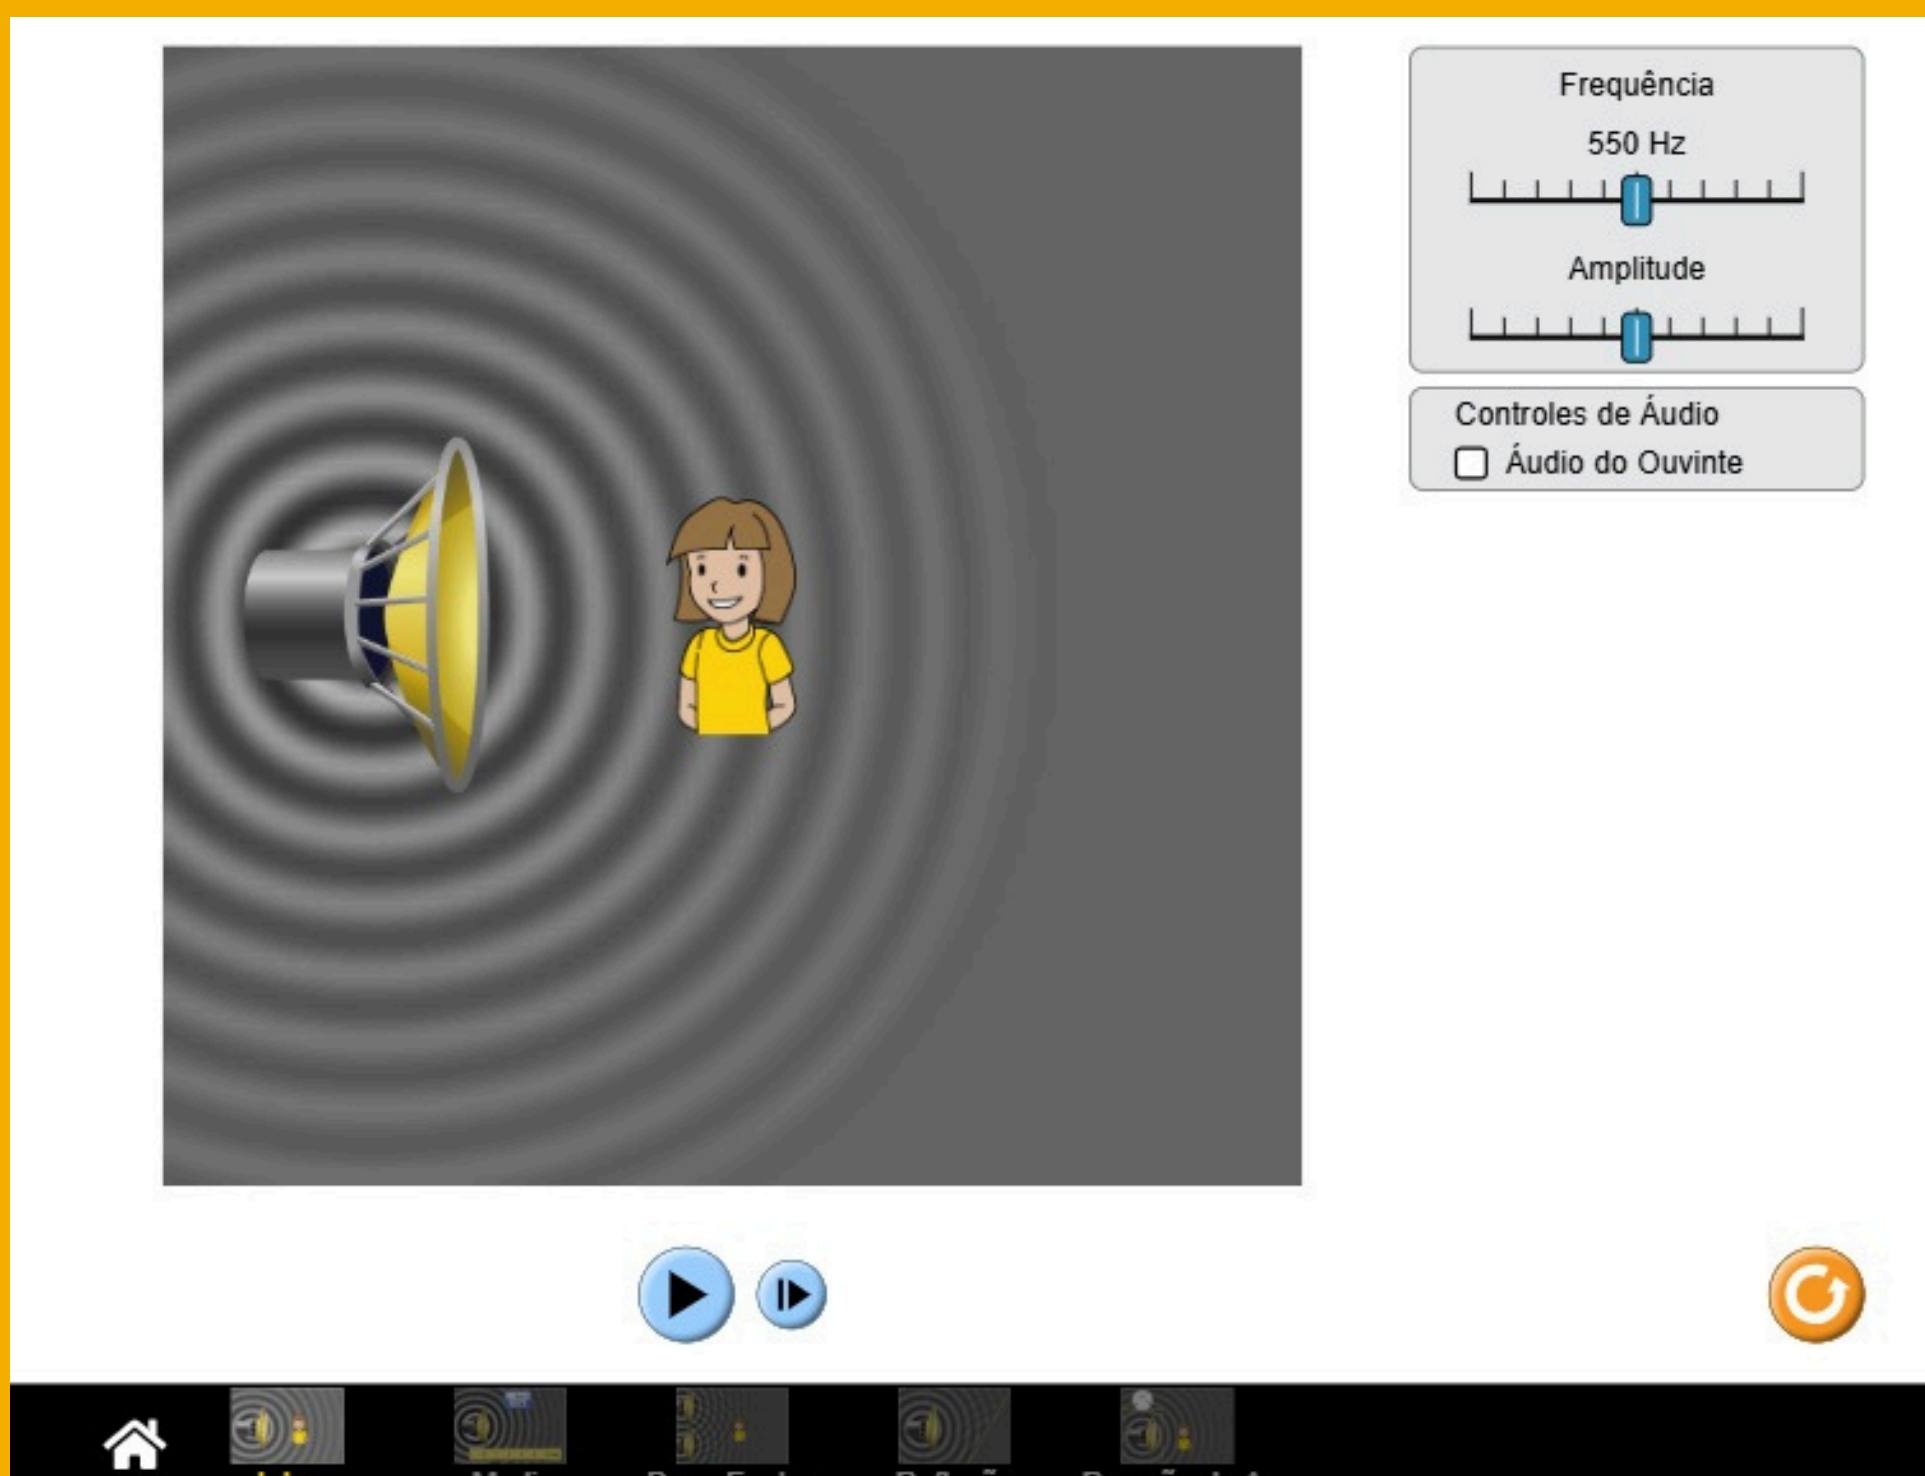 Frequência
550 Hz
Amplitude
Controles de Áudio
Áudio do Ouvinte